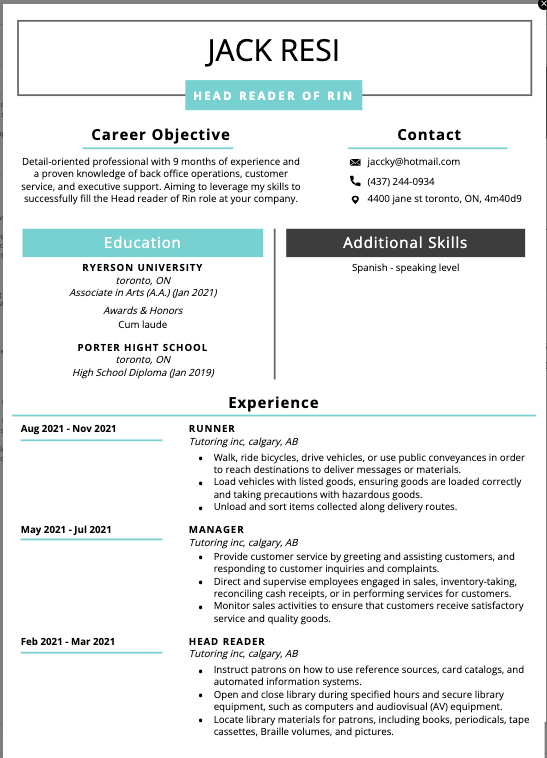 JACK RESI
HEAD READER OF RIN
Career Objective
Detail-oriented professional with 9 months of experience and
a proven knowledge of back office operations, customer
service, and executive support. Aiming to leverage my skills to
successfully fill the Head reader of Rin role at your company.
Contact
jaccky@hotmail.com
(437) 244-0934
4400 jane st toronto, ON, 4m40d9
Education
RYERSON UNIVERSITY
toronto, ON
Associate in Arts (A.A.) (Jan 2021)
Awards & Honors
Cum laude
PORTER HIGHT SCHOOL
toronto, ON
High School Diploma (Jan 2019)
Additional Skills
Spanish - speaking level
Experience
Aug 2021 - Nov 2021
RUNNER
Tutoring inc, calgary, AB
• Walk, ride bicycles, drive vehicles, or use public conveyances in order
to reach destinations to deliver messages or materials.
• Load vehicles with listed goods, ensuring goods are loaded correctly
and taking precautions with hazardous goods.
• Unload and sort items collected along delivery routes.
May 2021 - Jul 2021
MANAGER
Tutoring inc, calgary, AB
• Provide customer service by greeting and assisting customers, and
responding to customer inquiries and complaints.
• Direct and supervise employees engaged in sales, inventory-taking,
reconciling cash receipts, or in performing services for customers.
• Monitor sales activities to ensure that customers receive satisfactory
service and quality goods.
Feb 2021 - Mar 2021
HEAD READER
Tutoring inc, calgary, AB
• Instruct patrons on how to use reference sources, card catalogs, and
automated information systems.
• Open and close library during specified hours and secure library
equipment, such as computers and audiovisual (AV) equipment.
• Locate library materials for patrons, including books, periodicals, tape
cassettes, Braille volumes, and pictures.